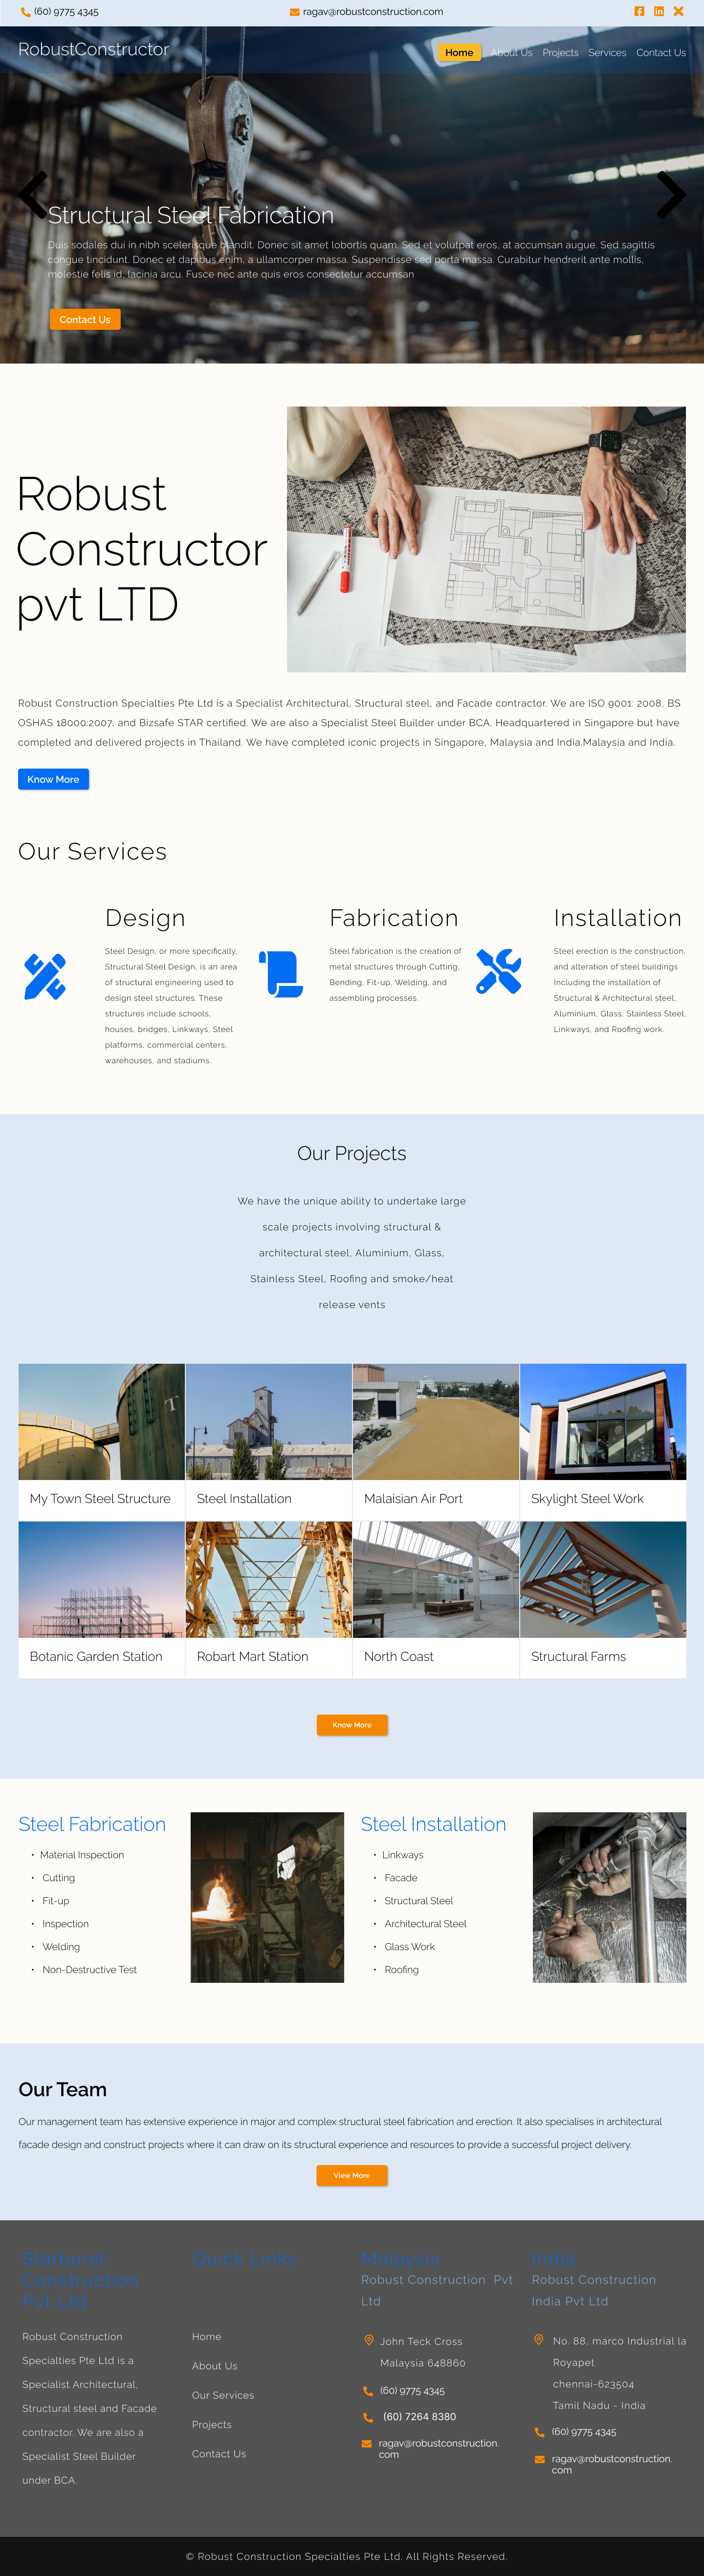 (60) 9775 4345
ragav@robustconstruction.com
RobustConstructor
Home
About Us
Projects
Services
Contact Us
Structural Steel Fabrication
Duis sodales dui in nibh scelerisque blandit. Donec sit amet lobortis quam. Sed et volutpat eros, at accumsan augue. Sed sagittis
congue tincidunt. Donec et dapibus enim, a ullamcorper massa. Suspendisse sed porta massa. Curabitur hendrerit ante mollis,
molestie felis id, lacinia arcu. Fusce nec ante quis eros consectetur accumsan
Contact Us
Robust
Constructor
pvt LTD
Robust Construction Specialties Pte Ltd is a Specialist Architectural, Structural steel, and Facade contractor. We are ISO 9001: 2008, BS
OSHAS 18000:2007, and Bizsafe STAR certified. We are also a Specialist Steel Builder under BCA. Headquartered in Singapore but have
completed and delivered projects in Thailand. We have completed iconic projects in Singapore, Malaysia and India.Malaysia and India.
Know More
Our Services
Design
Steel Design, or more specifically,
Structural Steel Design, is an area
of structural engineering used to
design steel structures. These
structures include schools,
houses, bridges, Linkways, Steel
platforms, commercial centers,
warehouses, and stadiums.
Fabrication
Steel fabrication is the creation of
metal structures through Cutting,
Bending, Fit-up, Welding, and
assembling processes.
Installation
Steel erection is the construction,
and alteration of steel buildings
Including the installation of
Structural & Architectural steel,
Aluminium, Glass, Stainless Steel,
Linkways, and Roofing work.
Our Projects
We have the unique ability to undertake large
scale projects involving structural &
architectural steel, Aluminium, Glass,
Stainless Steel, Roofing and smoke/heat
release vents
T
My Town Steel Structure
Steel Installation
Malaisian Air Port
Skylight Steel Work
Botanic Garden Station
Robart Mart Station
North Coast
Structural Farms
Know More
Steel Fabrication
• Material Inspection
• Cutting
• Fit-up
• Inspection
• Welding
• Non-Destructive Test
Steel Installation
• Linkways
• Facade
• Structural Steel
• Architectural Steel
• Glass Work
• Roofing
Our Team
Our management team has extensive experience in major and complex structural steel fabrication and erection. It also specialises in architectural
facade design and construct projects where it can draw on its structural experience and resources to provide a successful project delivery.
View More
Starburst
Construction
Pvt Ltd
Robust Construction
Specialties Pte Ltd is a
Specialist Architectural,
Structural steel and Facade
contractor. We are also a
Specialist Steel Builder
under BCA.
Quick Links
Home
About Us
Our Services
Projects
Contact Us
Malaysia
Robust Construction Pvt
Ltd
John Teck Cross
Malaysia 648860
(60) 9775 4345
(60) 7264 8380
ragav@robustconstruction.
com
India
Robust Construction
India Pvt Ltd
No. 88, marco Industrial la
Royapet
chennai-623504
Tamil Nadu - India
(60) 9775 4345
ragav@robustconstruction.
com
© Robust Construction Specialties Pte Ltd. All Rights Reserved.